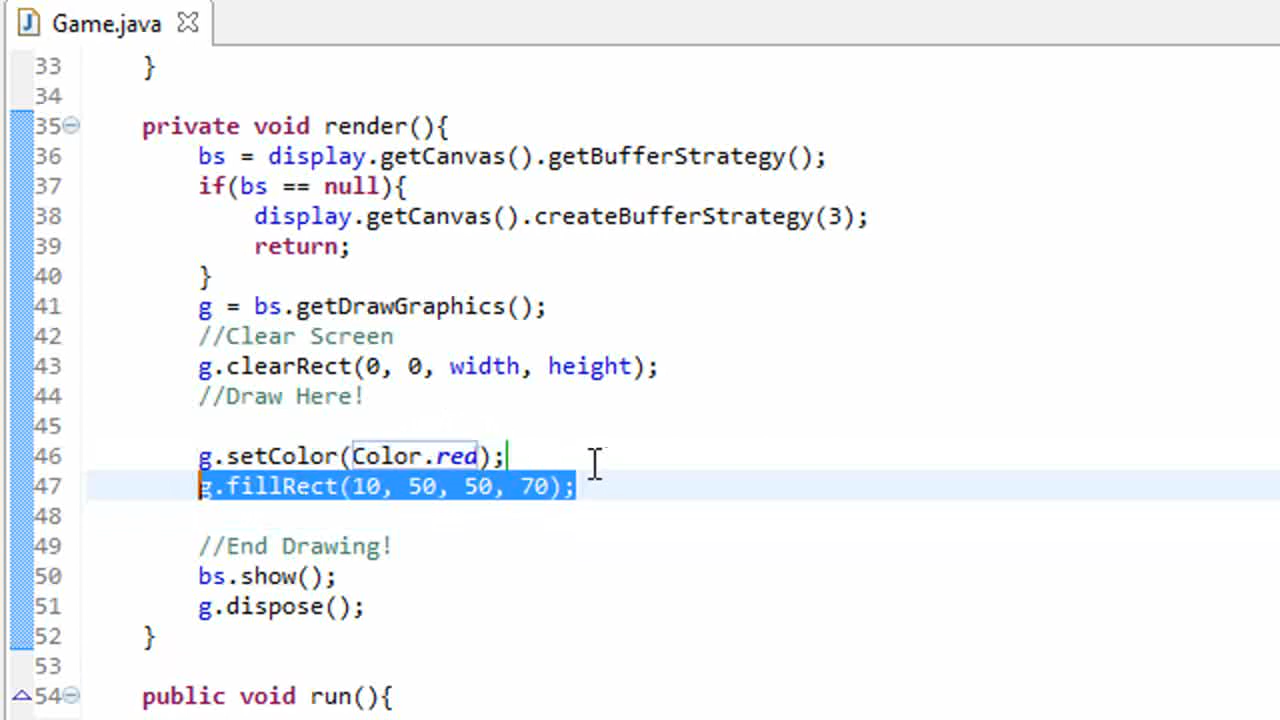 Game.java
33 }
34
35 private void render(){
36 bs = display.getCanvas().getBufferStrategy();
37 if(bs == null){
38 display.getCanvas().createBufferStrategy(3);
39 return;
40 }
41 g = bs.getDrawGraphics();
42 //Clear Screen
43 g.clearRect(0, 0, width, height);
44 //Draw Here!
45
46 g.setColor(Color.red);
47 g.fillRect(10, 50, 50, 70);
48
49 //End Drawing!
50 bs.show();
51 g.dispose();
52 }
53
54 public void run(){